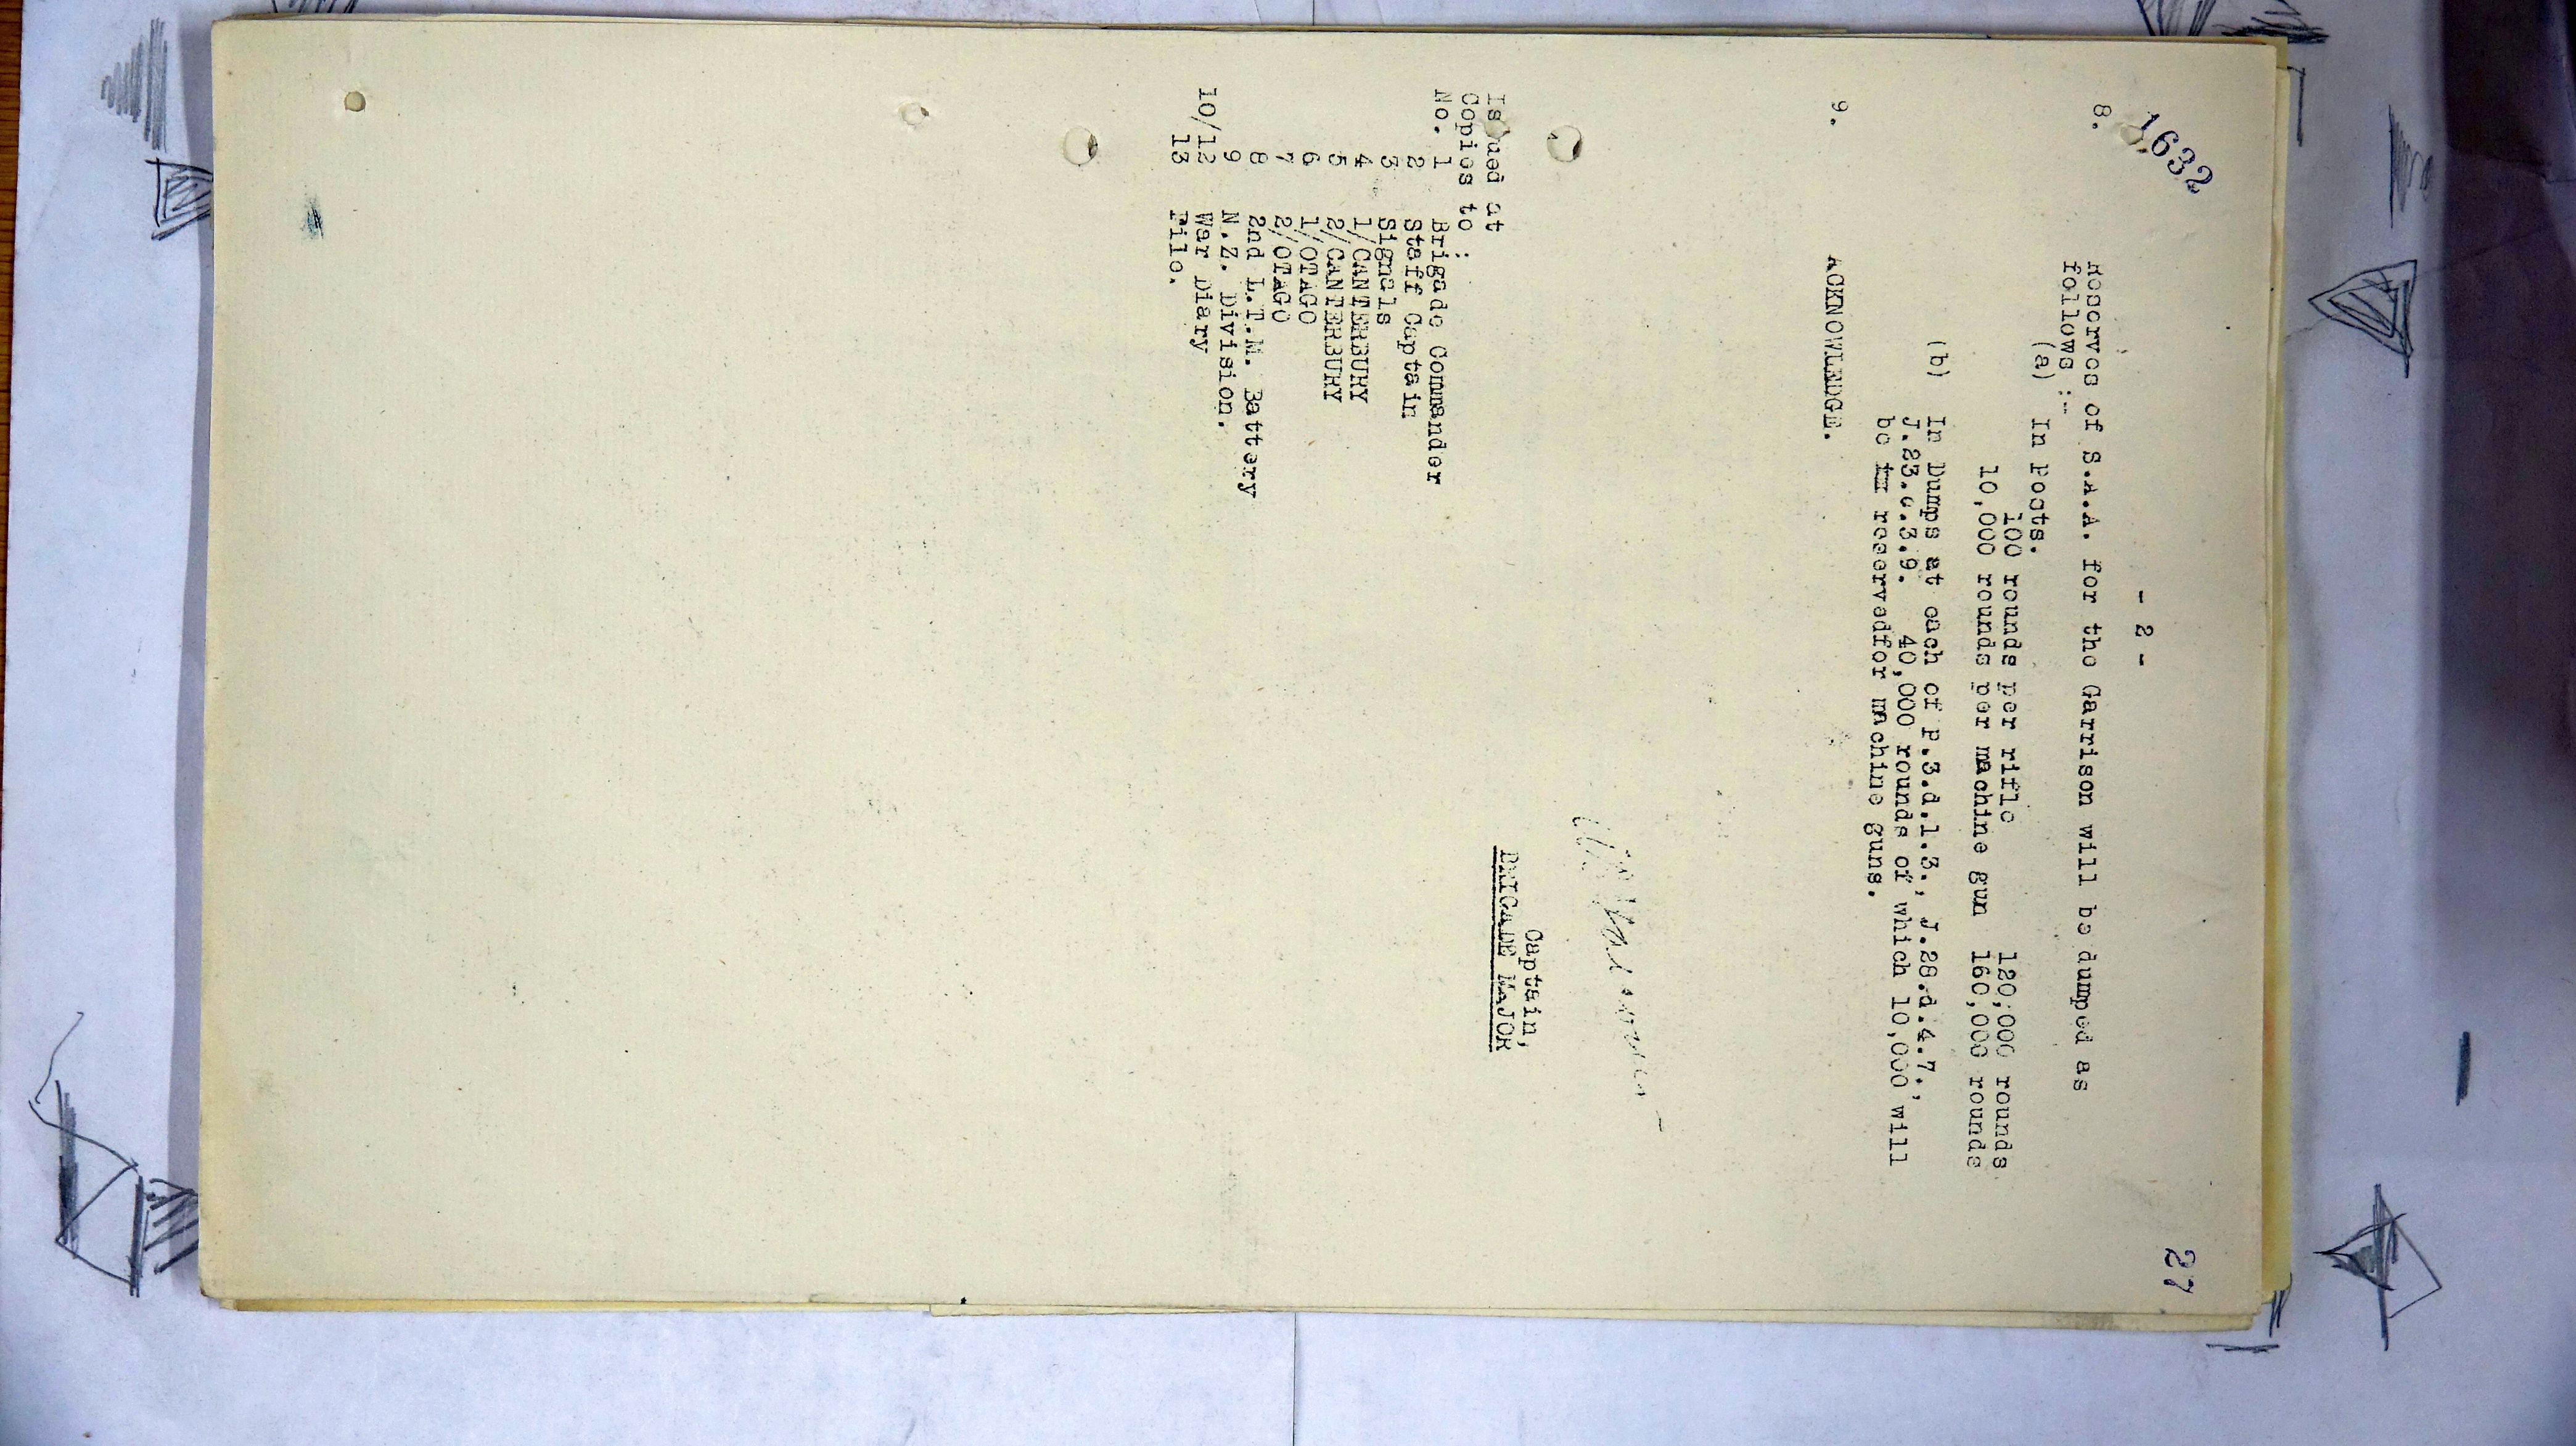 1632
27
- 2 -
8. Reserves of S.A.A. for the Garrison will be dumped as
follows :-
(a) In Posts.
100 rounds per rifle 120,000 rounds
10,000 rounds per machine gun 160,000 rounds
(b) In Dumps at each of P.3.d.1.3., J.28.d.4.7.,
J.23.c.3.9. 40,000 rounds of which 10,000 will
be reservedfor machine guns.
9. ACKNOWLEDGE.
Captain,
BRIGADE MAJOR
Issued at
Copies to :
No. 1 Brigade Commander
2 Staff Captain
3 Signals
4 1/CANTERBURY
5 2/CANTERBURY
6 1/OTAGO
7 2/OTAGO
8 2nd L.T.M. Battery
9 N.Z. Division.
10/12 War Diary
13 File.